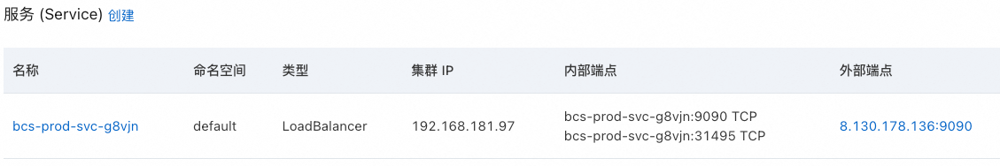 服务 (Service) 创建
名称 命名空间 类型 集群 IP 内部端点 外部端点
bcs-prod-svc-g8vjn default LoadBalancer 192.168.181.97 bcs-prod-svc-g8vjn:9090 TCP 8.130.178.136:9090
bcs-prod-svc-g8vjn:31495 TCP